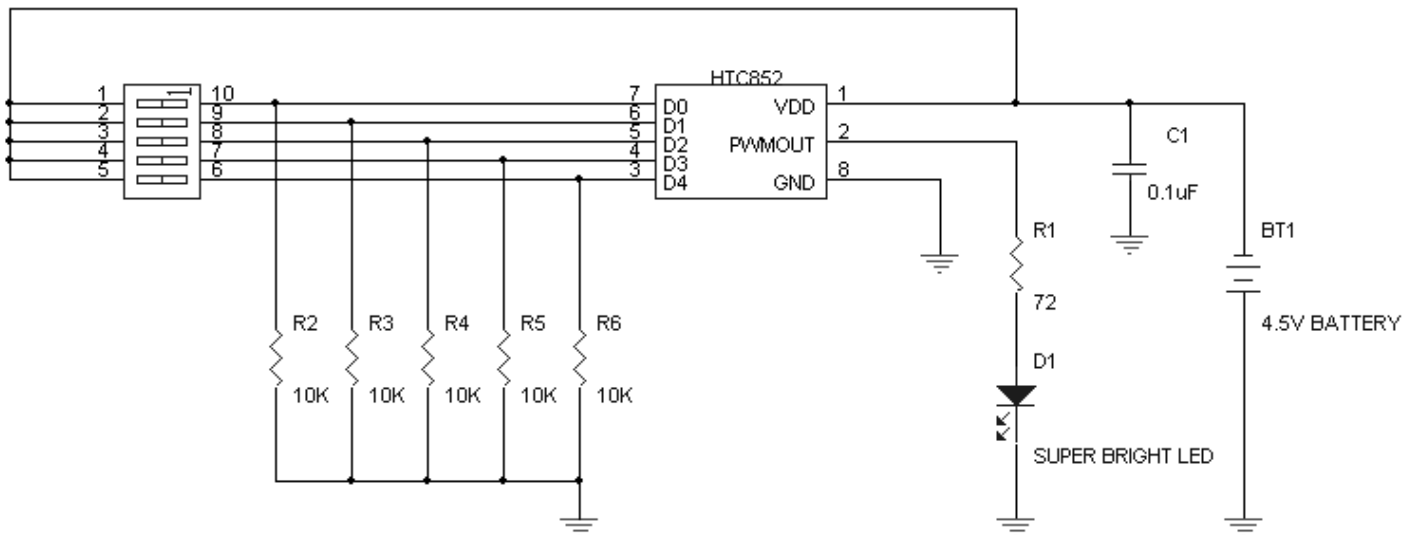 HTC852
1 10 7 D0 VDD 1
2 9 6 D1
3 8 5 D2 PWMOUT 2
4 7 4 D3
5 6 3 D4 GND 8
C1
0.1uF
R1
72
BT1
4.5V BATTERY
R2 R3 R4 R5 R6
10K 10K 10K 10K 10K
D1
SUPER BRIGHT LED